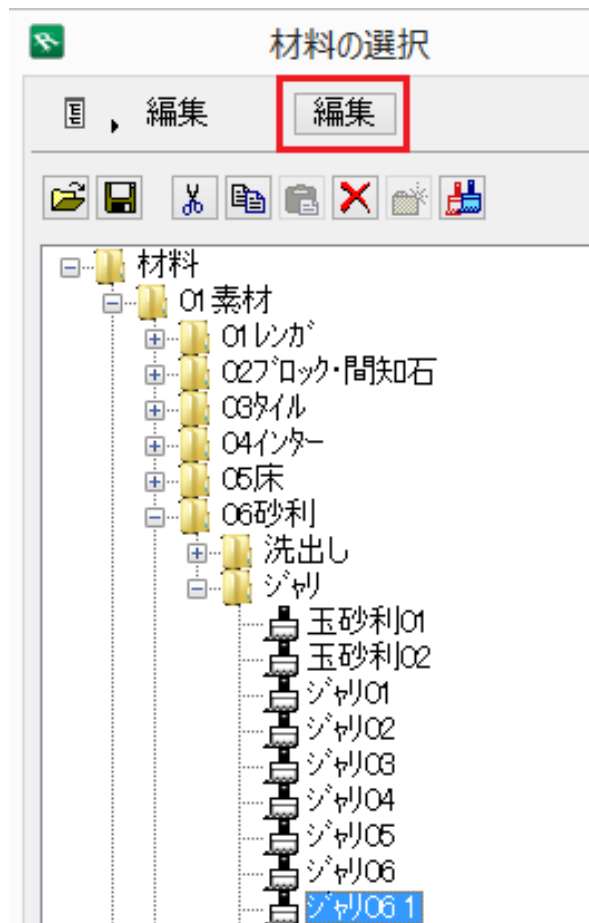 材料の選択
編集 編集
材料
01素材
01レンガ
02ブロック・間知石
03タイル
04インター
05床
06砂利
洗出し
ジャリ
玉砂利01
玉砂利02
ジャリ01
ジャリ02
ジャリ03
ジャリ04
ジャリ05
ジャリ06
ジャリ06 1